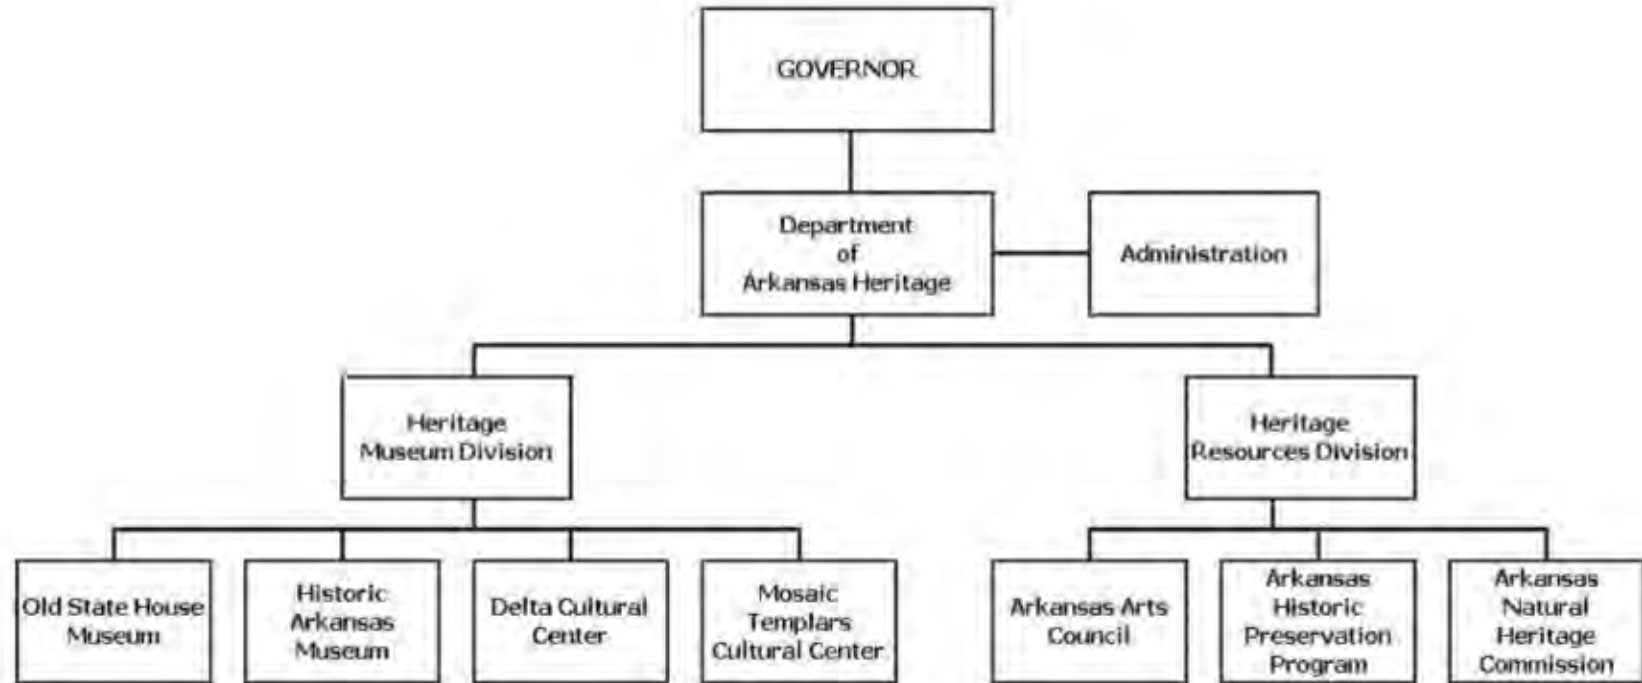 GOVERNOR
Department
of
Arkansas Heritage
Administration
Heritage
Museum Division
Heritage
Resources Division
Old State House
Museum
Historic
Arkansas
Museum
Delta Cultural
Center
Mosaic
Templars
Cultural Center
Arkansas Arts
Council
Arkansas
Historic
Preservation
Program
Arkansas
Natural
Heritage
Commission